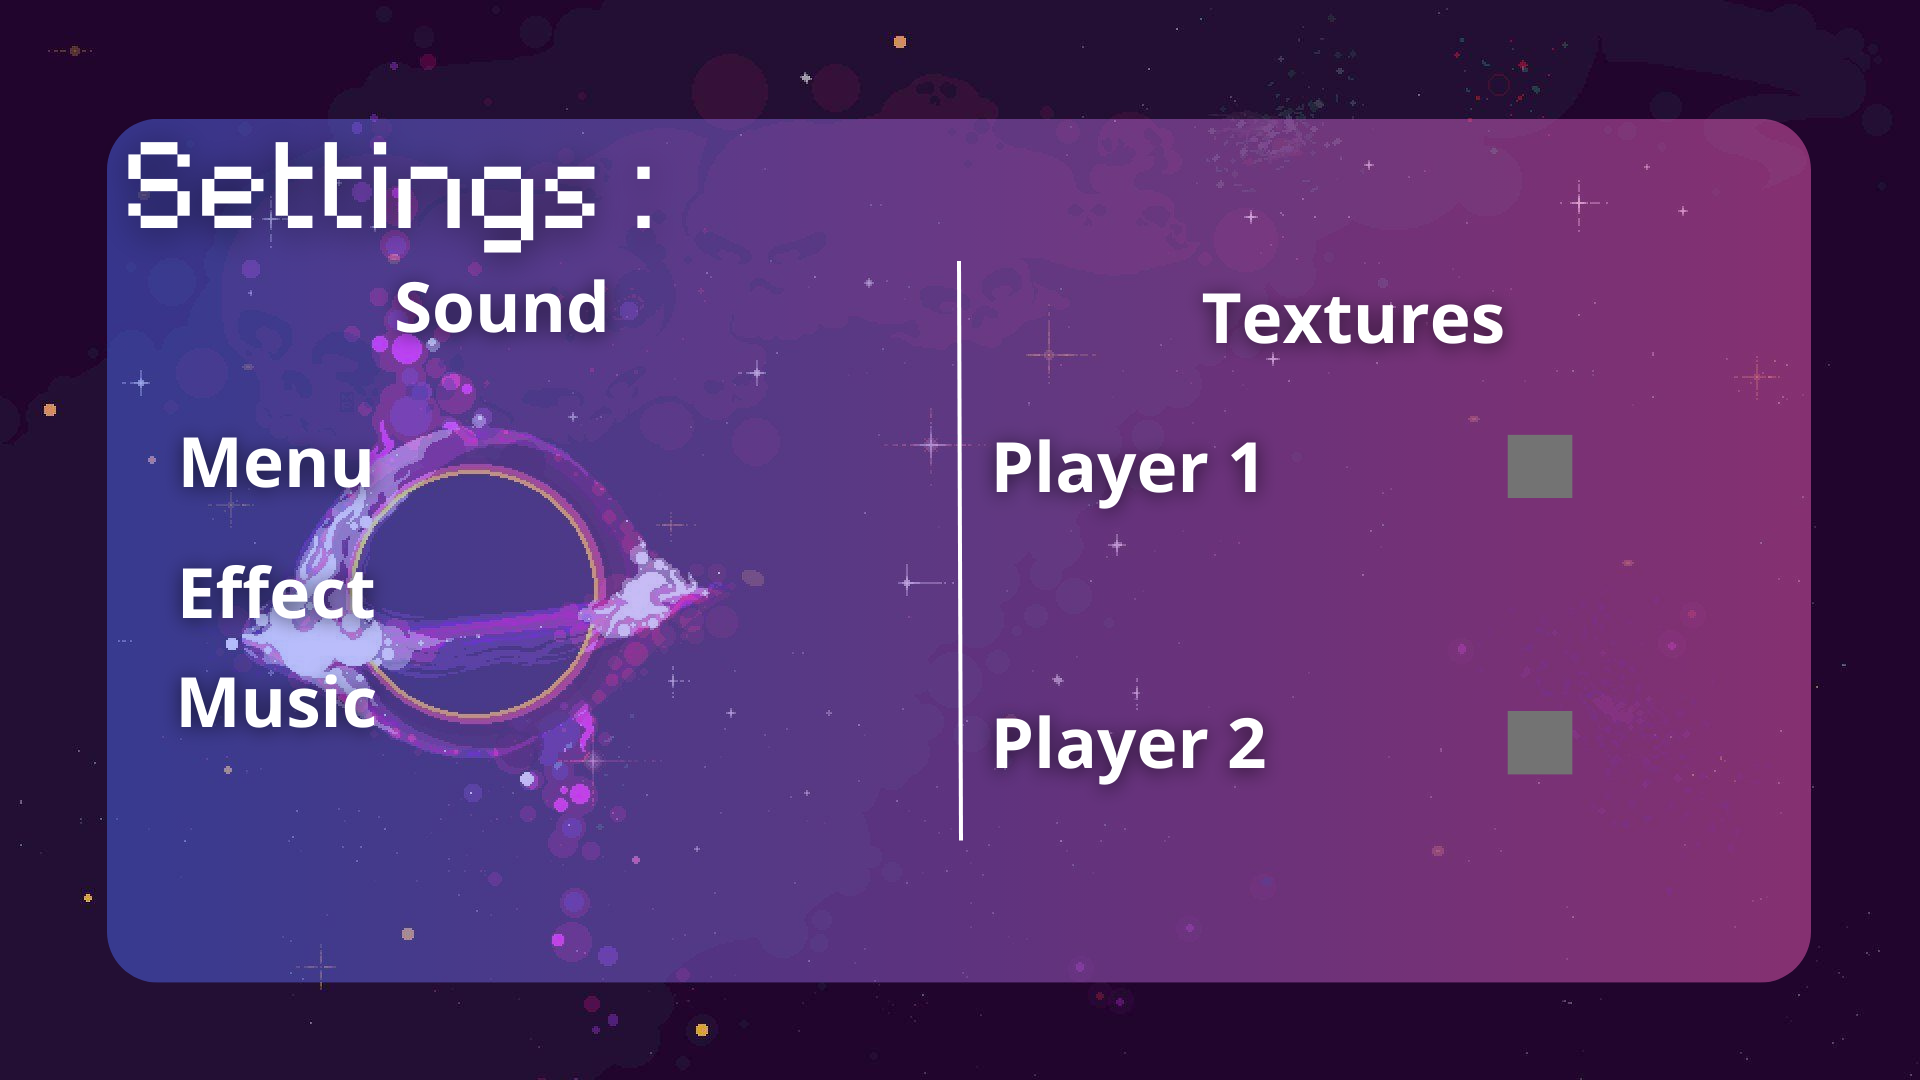 Settings :
Sound
Menu
Effect
Music
Textures
Player 1
Player 2